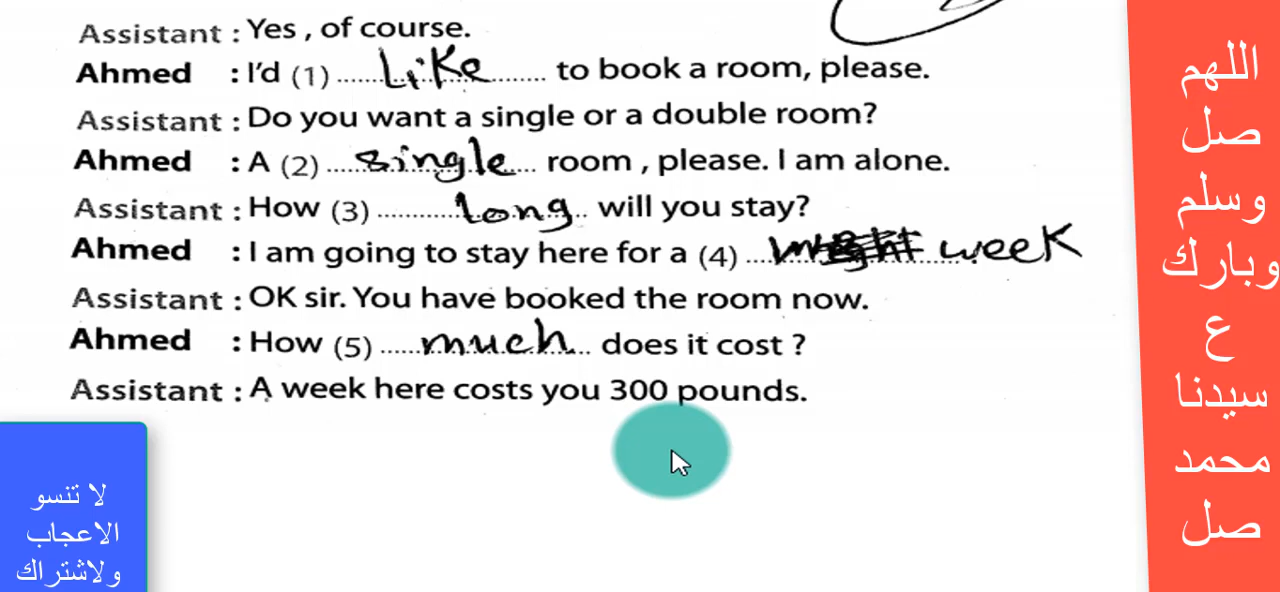 Assistant : Yes , of course.
Ahmed : I'd (1) ...... Like ...... to book a room, please.
Assistant : Do you want a single or a double room?
Ahmed : A (2) ...... single ...... room , please. I am alone.
Assistant : How (3) ...... long ...... will you stay?
Ahmed : I am going to stay here for a (4) ...... week
Assistant : OK sir. You have booked the room now.
Ahmed : How (5) ...... much ...... does it cost ?
Assistant : A week here costs you 300 pounds.
لا تنسو
الاعجاب
ولاشتراك
اللهم
صل
وسلم
وبارك
ع
سيدنا
محمد
صل